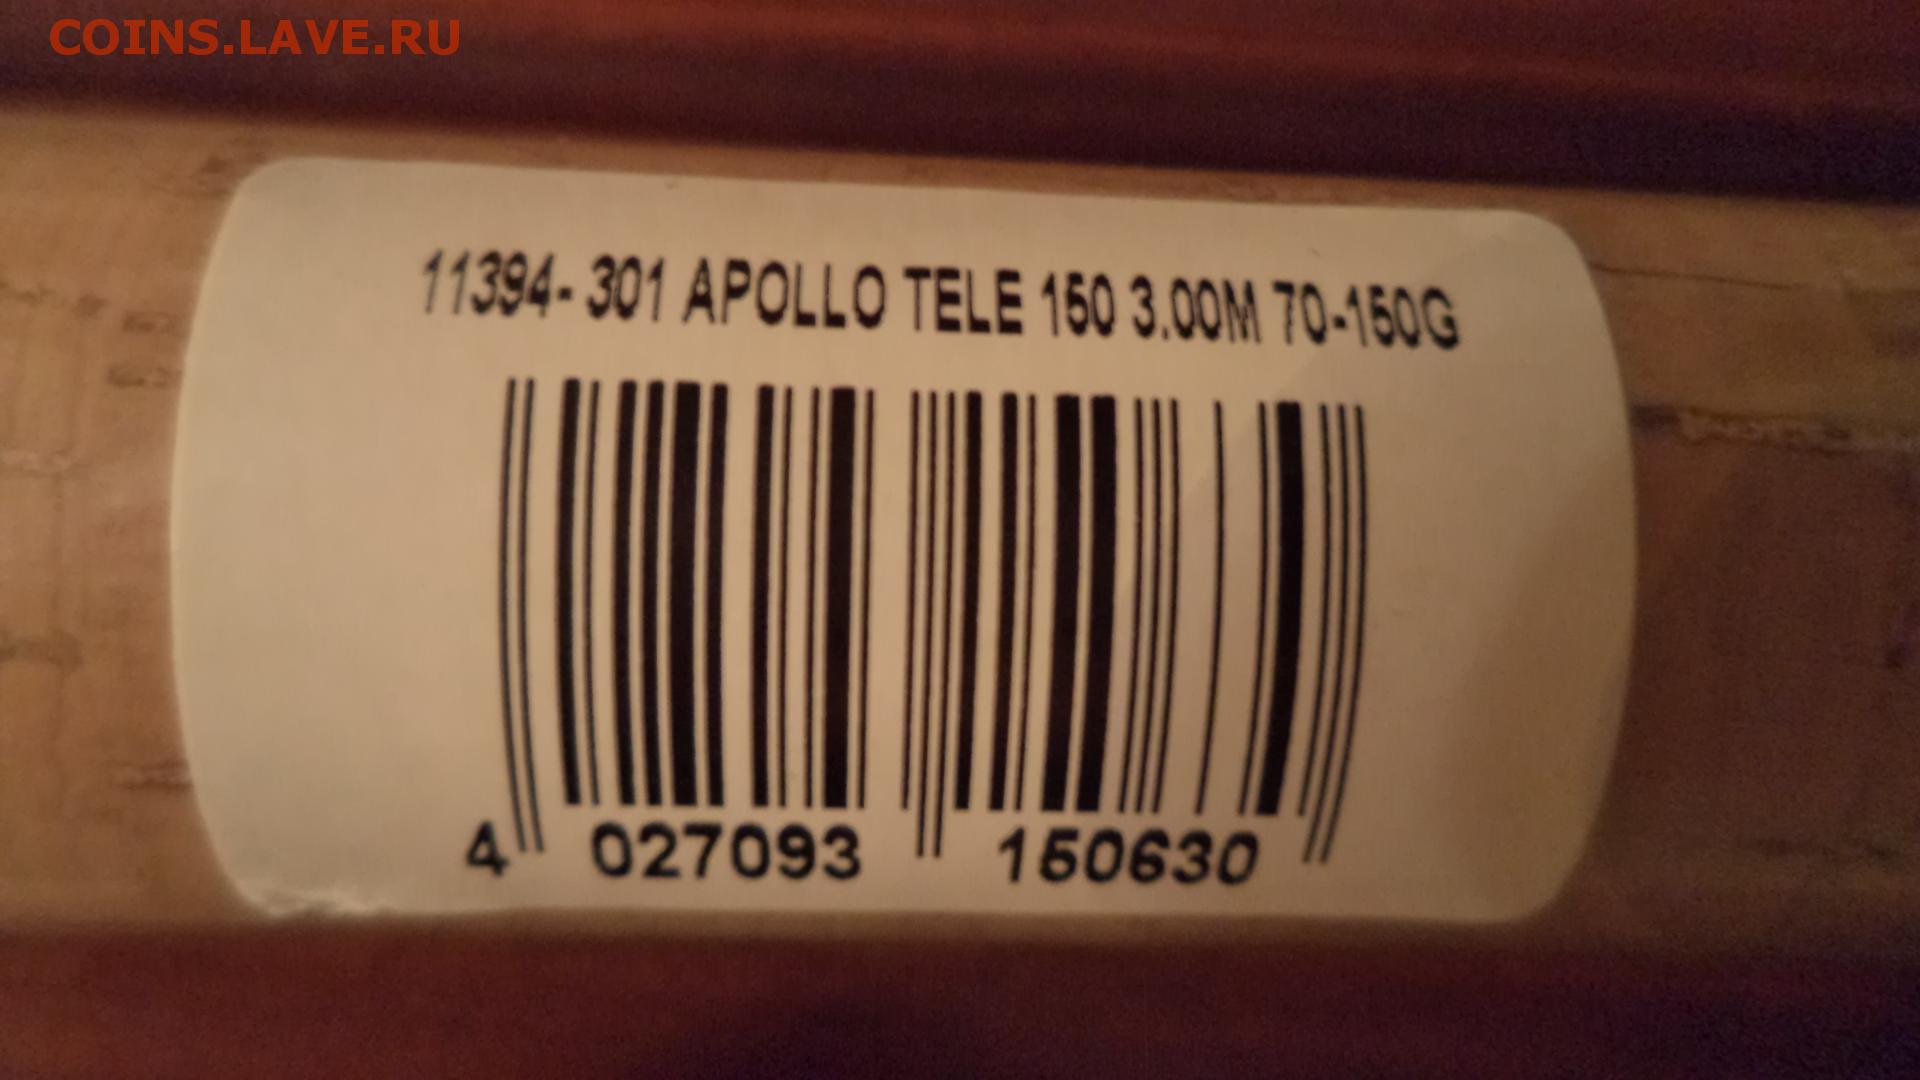 COINS.LAVE.RU
11394- 301 APOLLO TELE 150 3.00M 70-150G
4 027093 150630